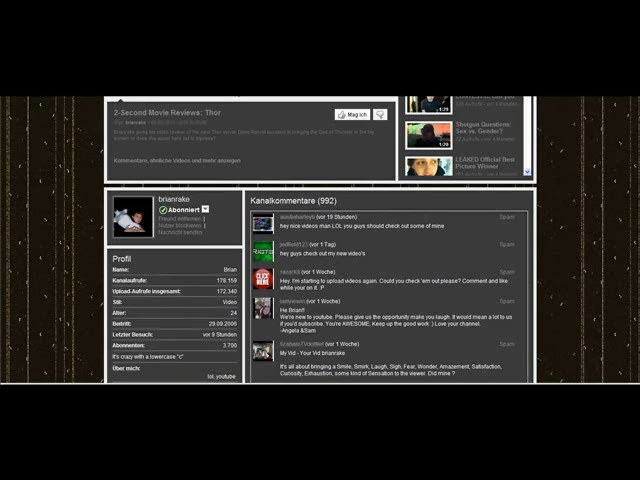 2-Second Movie Reviews: Thor
Mag ich
Kommentare, ähnliche Videos und mehr anzeigen
1:29
Shotgun Questions:
Sex vs. Gender?
1:29
LEAKED Official Best
Picture Winner
brianrake
Abonniert
Freund entfernen |
Nutzer blockieren |
Nachricht senden
Profil
Name: Brian
Kanalaufrufe: 178.159
Upload-Aufrufe insgesamt: 172.340
Stil: Video
Alter: 24
Beitritt: 29.09.2006
Letzter Besuch: vor 9 Stunden
Abonnenten: 3.700
It's crazy with a lowercase "c"
Über mich:
lol, youtube
Kanalkommentare (992)
(vor 19 Stunden) Spam
hey nice videos man LOL you guys should check out some of mine
(vor 1 Tag) Spam
hey guys check out my new video's
RIOTS
(vor 1 Woche) Spam
Hey. I'm starting to upload videos again. Could you check 'em out please? Comment and like
while your on it. :P
CLICK
HERE
(vor 1 Woche) Spam
He Brian!!
We're new to youtube. Please give us the opportunity make you laugh. It would mean a lot to us
if you'd subscribe. You're AWESOME; Keep up the good work :) Love your channel.
-Angela &Sam
(vor 1 Woche) Spam
My Vid - Your Vid brianrake
It's all about bringing a Smile, Smirk, Laugh, Sigh, Fear, Wonder, Amazement, Satisfaction,
Curiosity, Exhaustion, some kind of Sensation to the viewer. Did mine ?